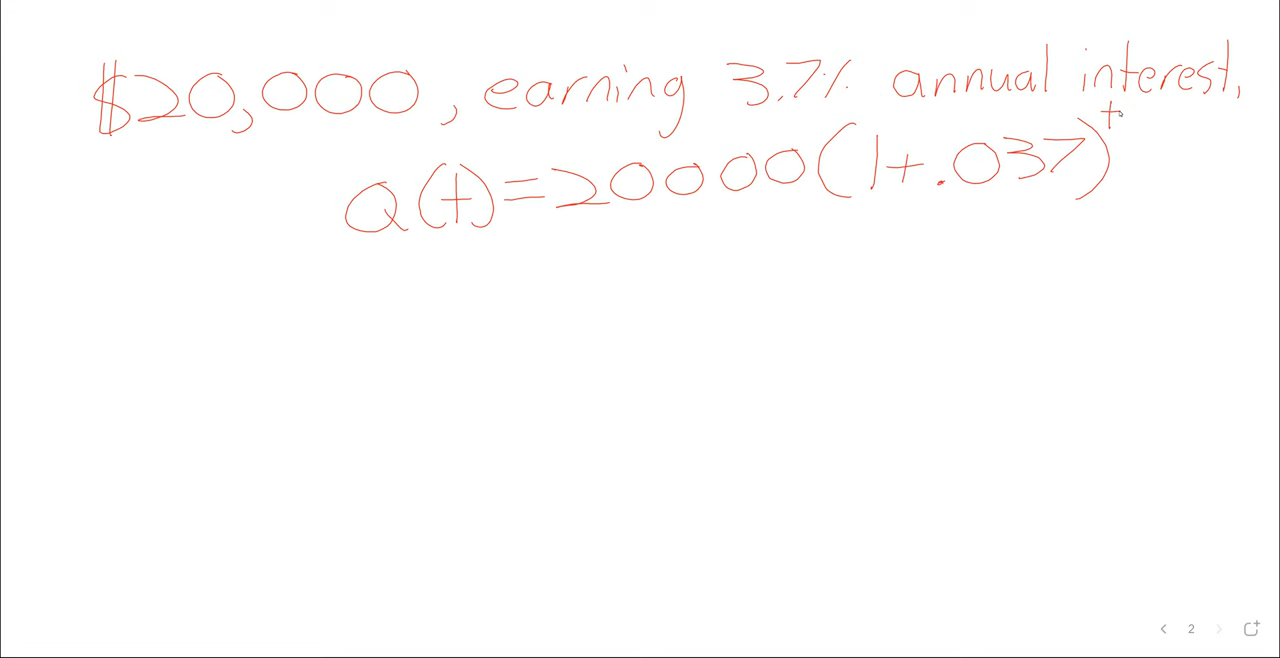 $20,000, earning 3.7% annual interest,
Q(t)=20000(1+.037)^t
2